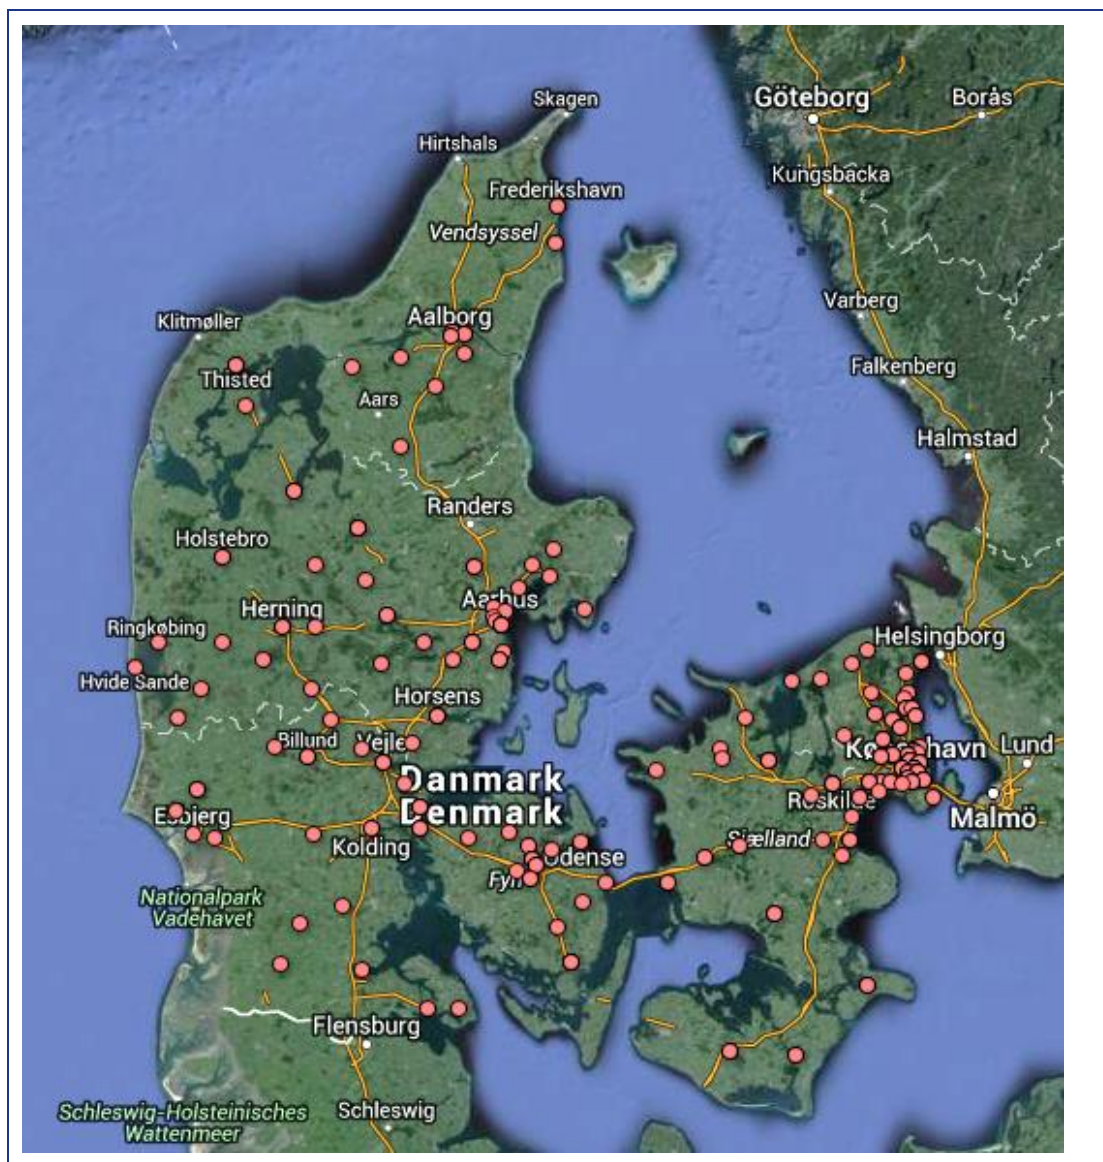 Skagen
Göteborg
Borås
Hirtshals
Kungsbacka
Frederikshavn
Vendsyssel
Varberg
Klitmøller
Aalborg
Falkenberg
Thisted
Aars
Halmstad
Randers
Holstebro
Aarhus
Herning
Ringkøbing
Helsingborg
Hvide Sande
Horsens
Billund
Vejle
København
Lund
Danmark
Denmark
Roskilde
Malmö
Esbjerg
Kolding
Sjælland
Odense
Fyn
Nationalpark
Vadehavet
Flensburg
Schleswig-Holsteinisches
Wattenmeer
Schleswig